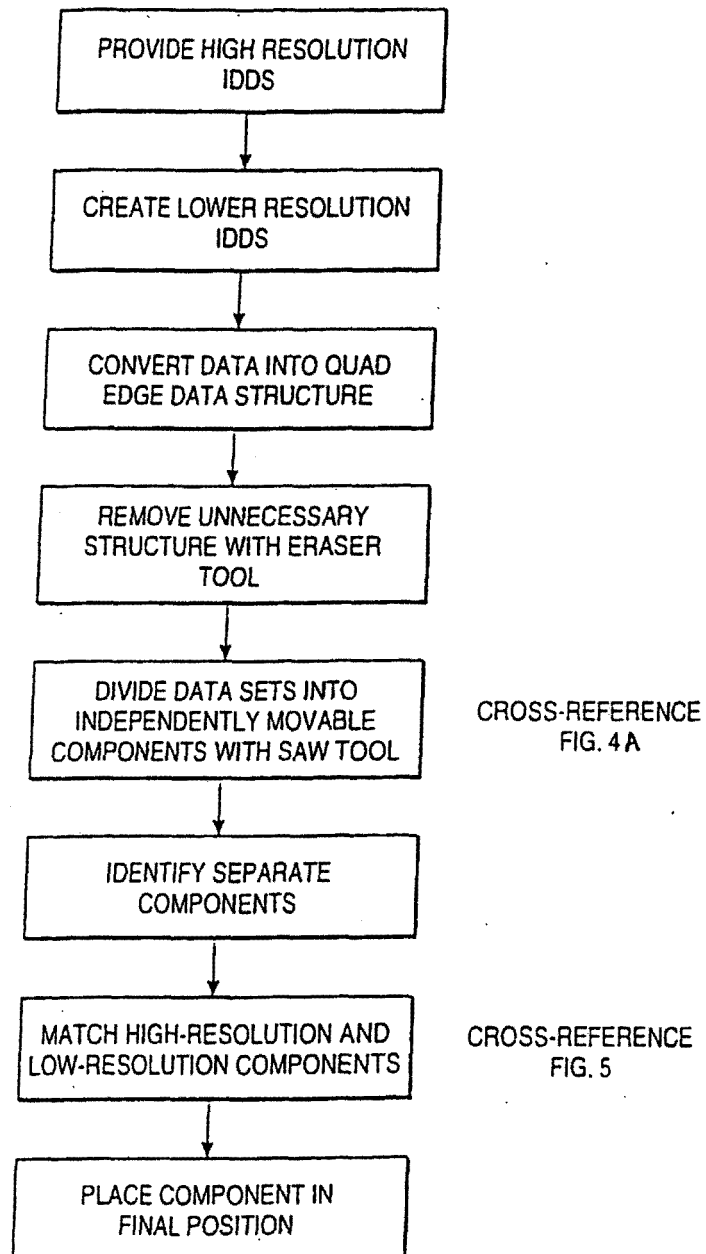 PROVIDE HIGH RESOLUTION
IDDS
CREATE LOWER RESOLUTION
IDDS
CONVERT DATA INTO QUAD
EDGE DATA STRUCTURE
REMOVE UNNECESSARY
STRUCTURE WITH ERASER
TOOL
DIVIDE DATA SETS INTO
INDEPENDENTLY MOVABLE
COMPONENTS WITH SAW TOOL
CROSS-REFERENCE
FIG. 4A
IDENTIFY SEPARATE
COMPONENTS
MATCH HIGH-RESOLUTION AND
LOW-RESOLUTION COMPONENTS
CROSS-REFERENCE
FIG. 5
PLACE COMPONENT IN
FINAL POSITION